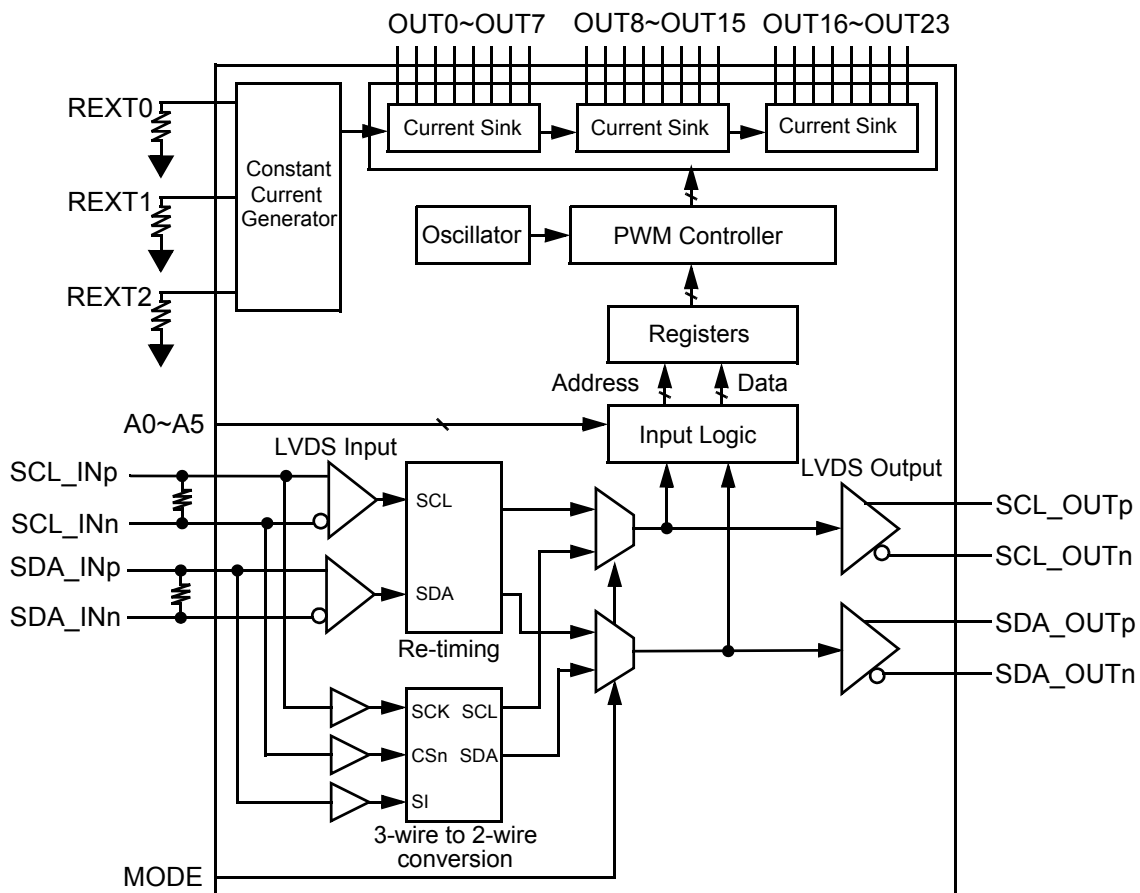 OUT0~OUT7
OUT8~OUT15
OUT16~OUT23
REXT0
REXT1
REXT2
Constant
Current
Generator
Current Sink
Current Sink
Current Sink
Oscillator
PWM Controller
Registers
Address
Data
A0~A5
Input Logic
LVDS Input
LVDS Output
SCL_INp
SCL_INn
SDA_INp
SDA_INn
SCL
SDA
Re-timing
SCL_OUTp
SCL_OUTn
SDA_OUTp
SDA_OUTn
SCK SCL
CSn SDA
SI
3-wire to 2-wire
conversion
MODE